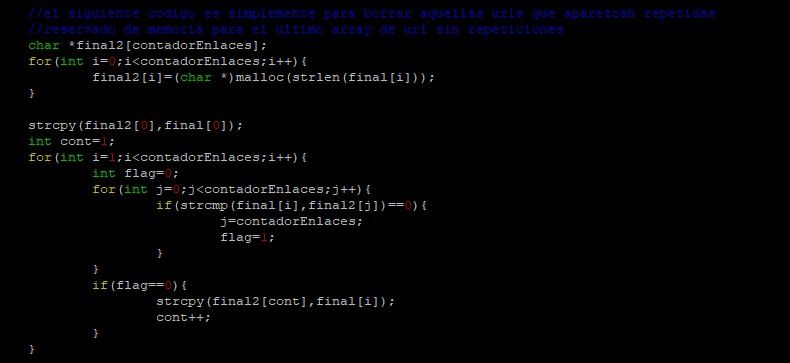 //el siguiente codigo es simplemente para borrar aquellas urls que aparezcan repetidas
//reservado de memoria para el ultimo array de url sin repeticiones
char *final2[contadorEnlaces];
for(int i=0;i<contadorEnlaces;i++){
final2[i]=(char *)malloc(strlen(final[i]));
}
strcpy(final2[0],final[0]);
int cont=1;
for(int i=1;i<contadorEnlaces;i++){
int flag=0;
for(int j=0;j<contadorEnlaces;j++){
if(strcmp(final[i],final2[j])==0){
j=contadorEnlaces;
flag=1;
}
}
if(flag==0){
strcpy(final2[cont],final[i]);
cont++;
}
}